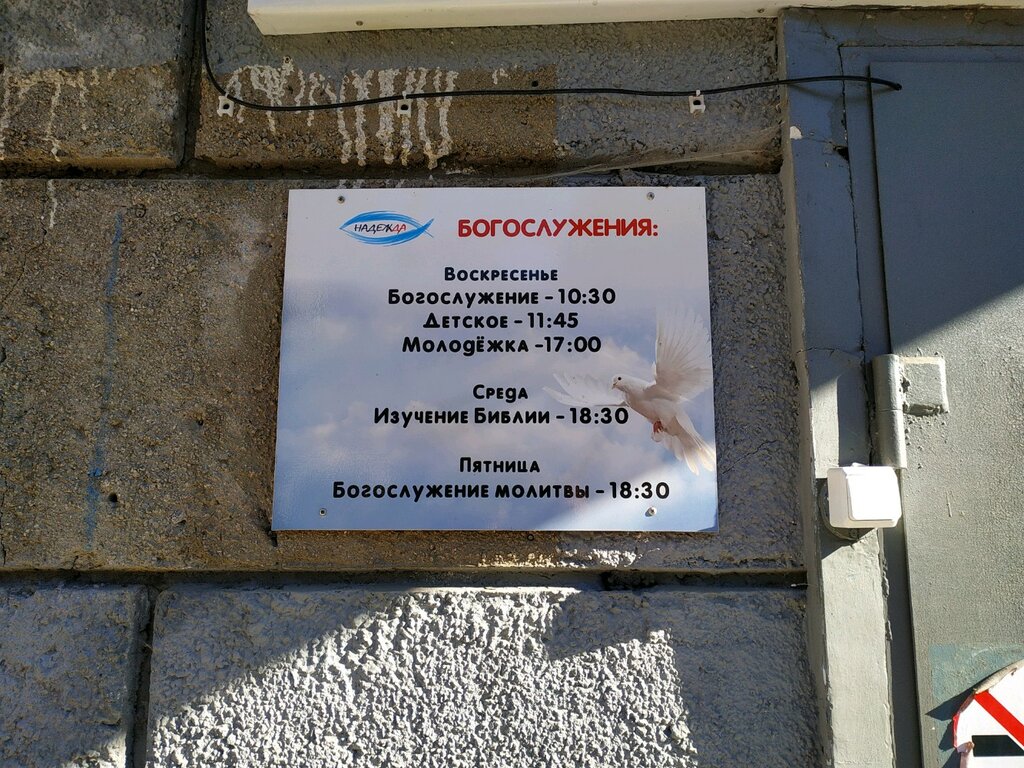 НАДЕЖДА
БОГОСЛУЖЕНИЯ:
Воскресенье
Богослужение - 10:30
Детское - 11:45
Молодёжка -17:00
Среда
Изучение Библии - 18:30
Пятница
Богослужение молитвы - 18:30